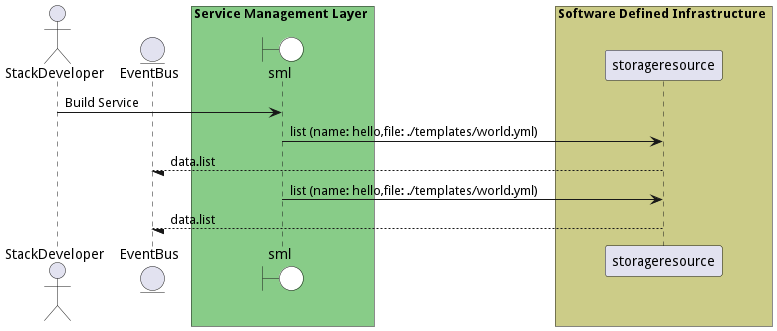 Service Management Layer
Software Defined Infrastructure
StackDeveloper
EventBus
sml
storageresource
Build Service
list (name: hello,file: ./templates/world.yml)
data.list
list (name: hello,file: ./templates/world.yml)
data.list
StackDeveloper
EventBus
sml
storageresource